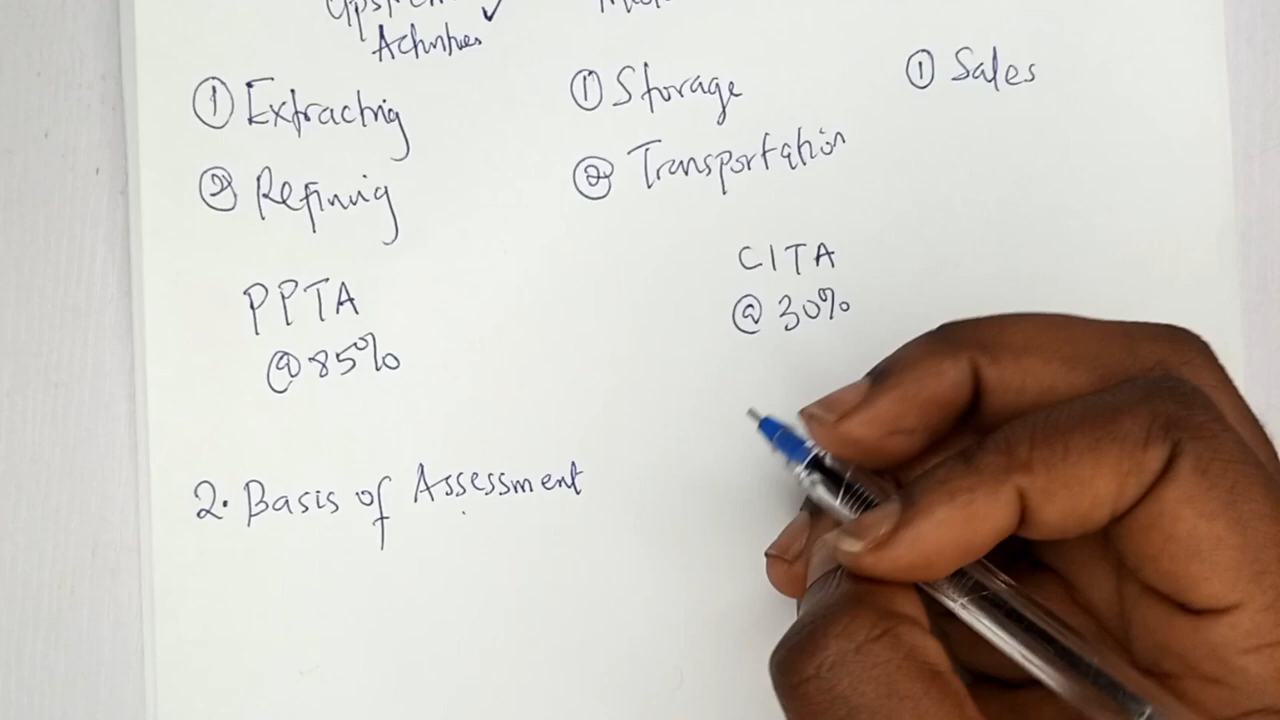 Activities
① Extracting
② Refining
① Storage
② Transportation
① Sales
PPTA
@ 85%
CITA
@ 30%
2. Basis of Assessment